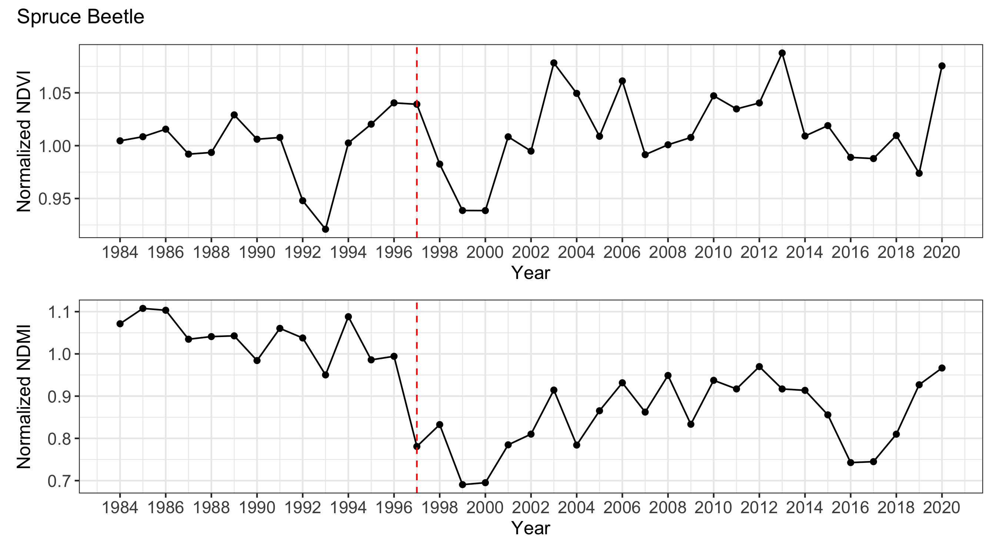 Spruce Beetle
Normalized NDVI
1.05
1.00
0.95
1984 1986 1988 1990 1992 1994 1996 1998 2000 2002 2004 2006 2008 2010 2012 2014 2016 2018 2020
Year
Normalized NDMI
1.1
1.0
0.9
0.8
0.7
1984 1986 1988 1990 1992 1994 1996 1998 2000 2002 2004 2006 2008 2010 2012 2014 2016 2018 2020
Year